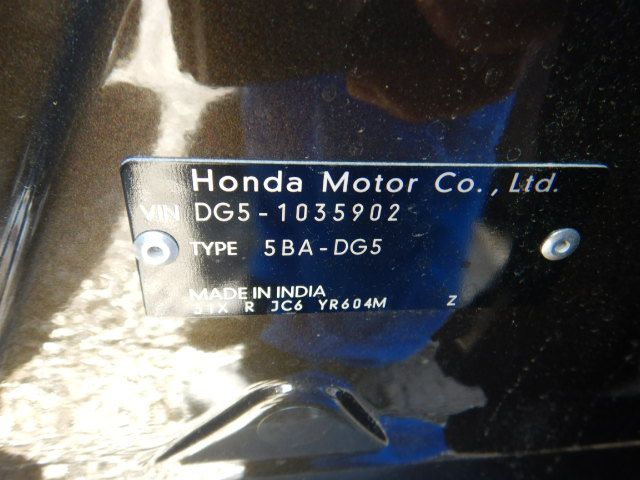 Honda Motor Co., Ltd.
VIN DG5-1035902
TYPE 5BA-DG5
MADE IN INDIA
R JC6 YR604M Z